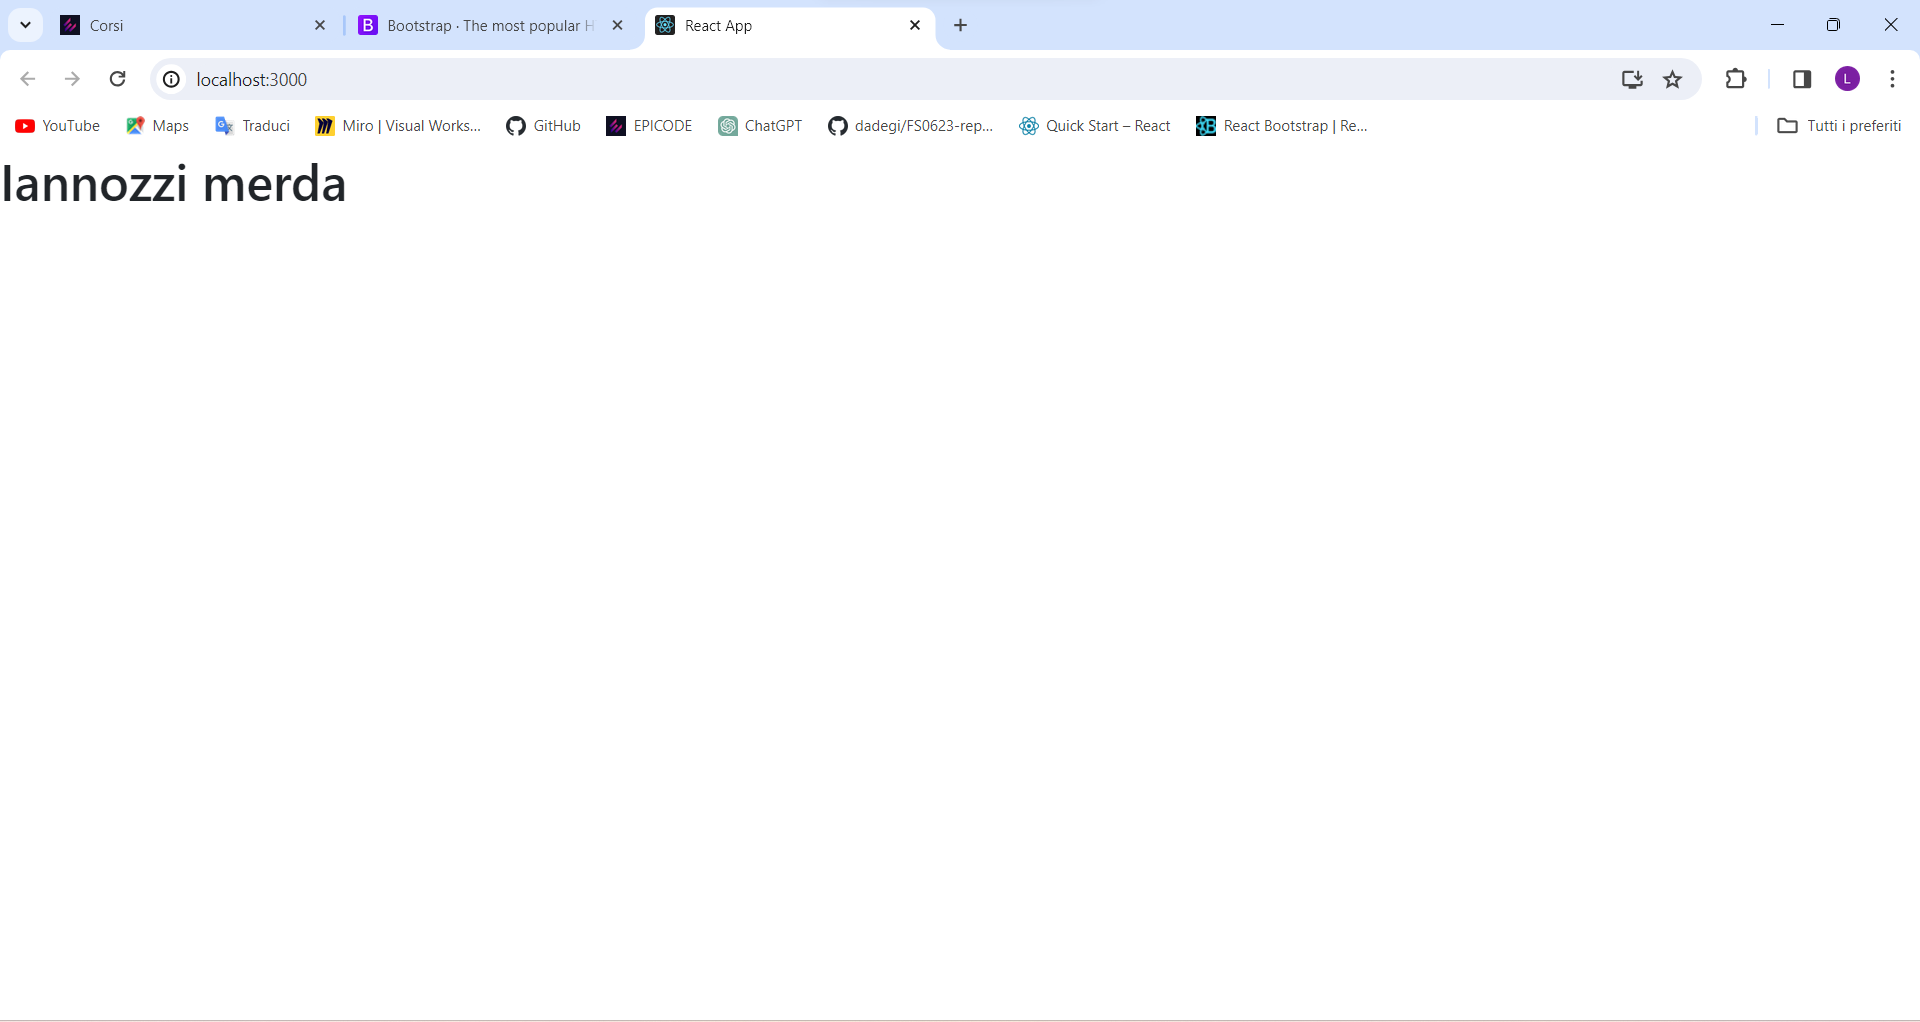 Corsi
Bootstrap · The most popular H
React App
localhost:3000
L
YouTube
Maps
Traduci
Miro | Visual Works...
GitHub
EPICODE
ChatGPT
dadegi/FS0623-rep...
Quick Start – React
React Bootstrap | Re...
Tutti i preferiti
Iannozzi merda